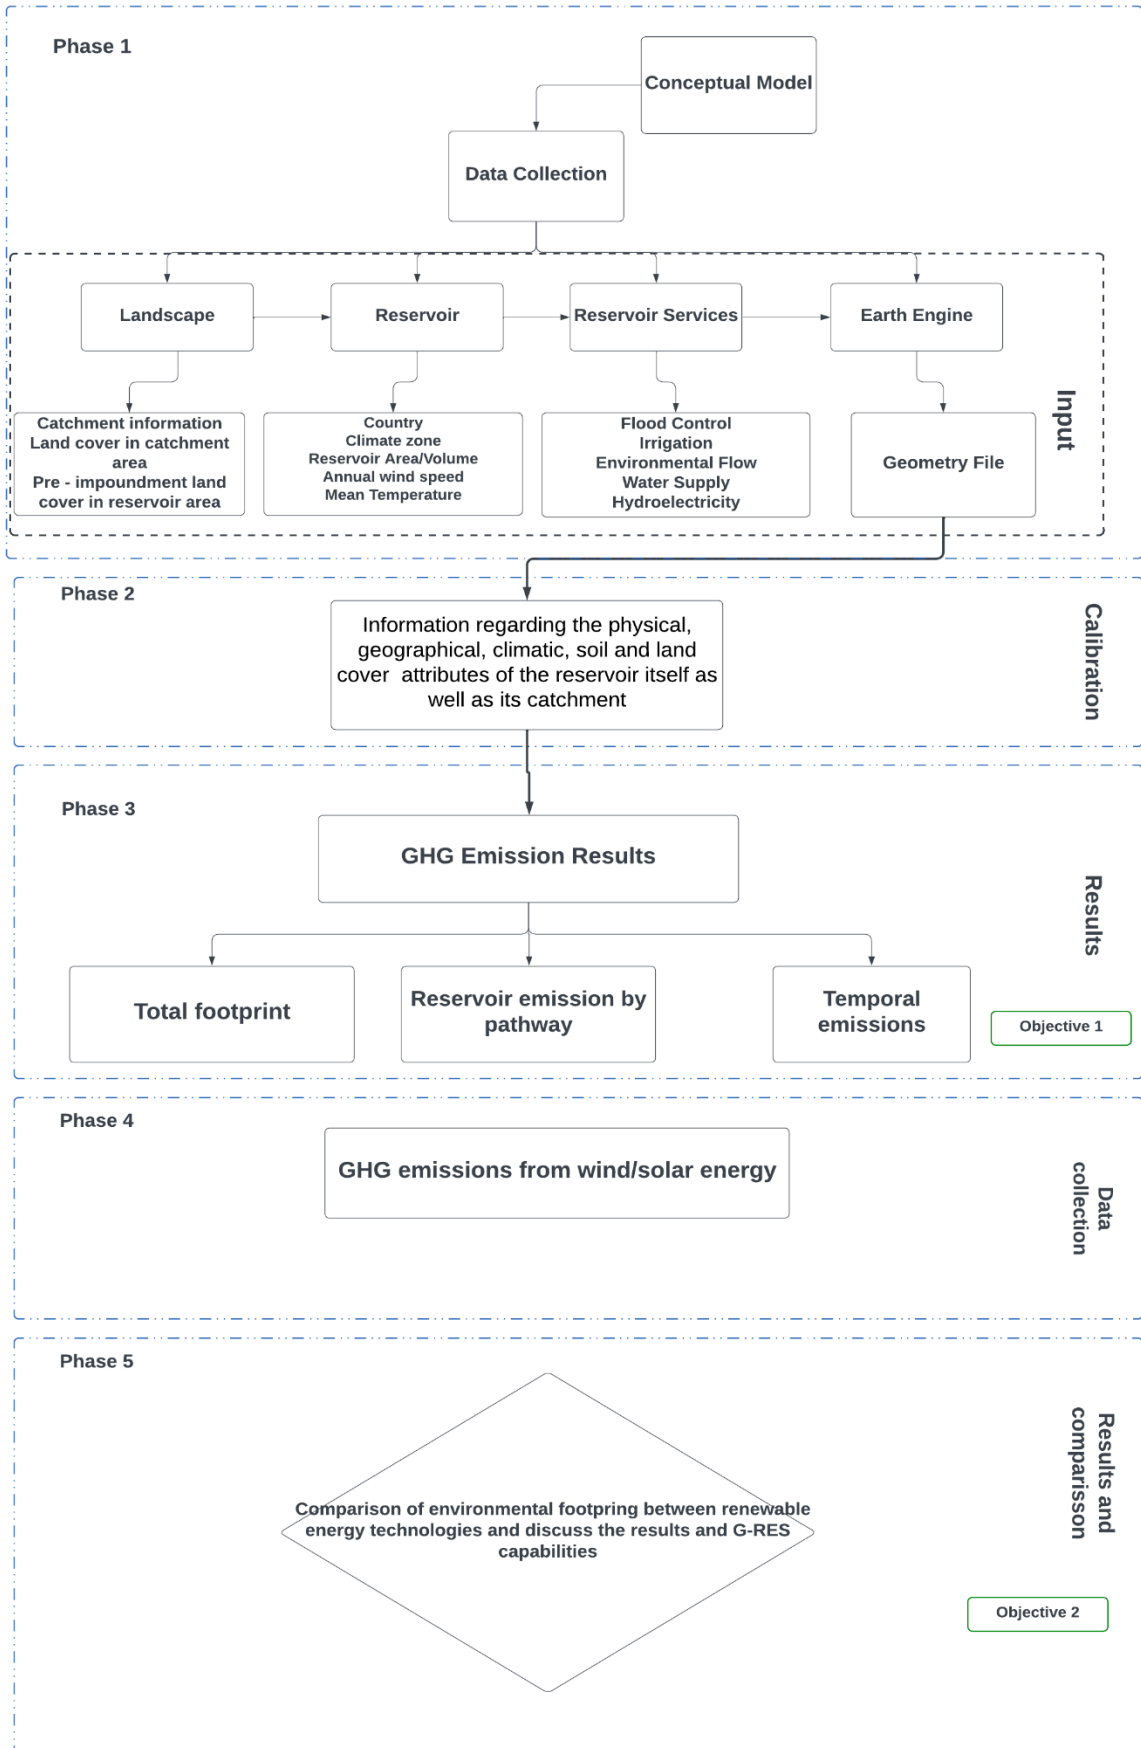 Phase 1
Conceptual Model
Data Collection
Landscape
Reservoir
Reservoir Services
Earth Engine
Input
Catchment information
Land cover in catchment
area
Pre - impoundment land
cover in reservoir area
Country
Climate zone
Reservoir Area/Volume
Annual wind speed
Mean Temperature
Flood Control
Irrigation
Environmental Flow
Water Supply
Hydroelectricity
Geometry File
Phase 2
Calibration
Information regarding the physical,
geographical, climatic, soil and land
cover  attributes of the reservoir itself as
well as its catchment
Phase 3
Results
GHG Emission Results
Total footprint
Reservoir emission by
pathway
Temporal
emissions
Objective 1
Phase 4
GHG emissions from wind/solar energy
Data
collection
Phase 5
Results and
comparisson
Comparison of environmental footpring between renewable
energy technologies and discuss the results and G-RES
capabilities
Objective 2